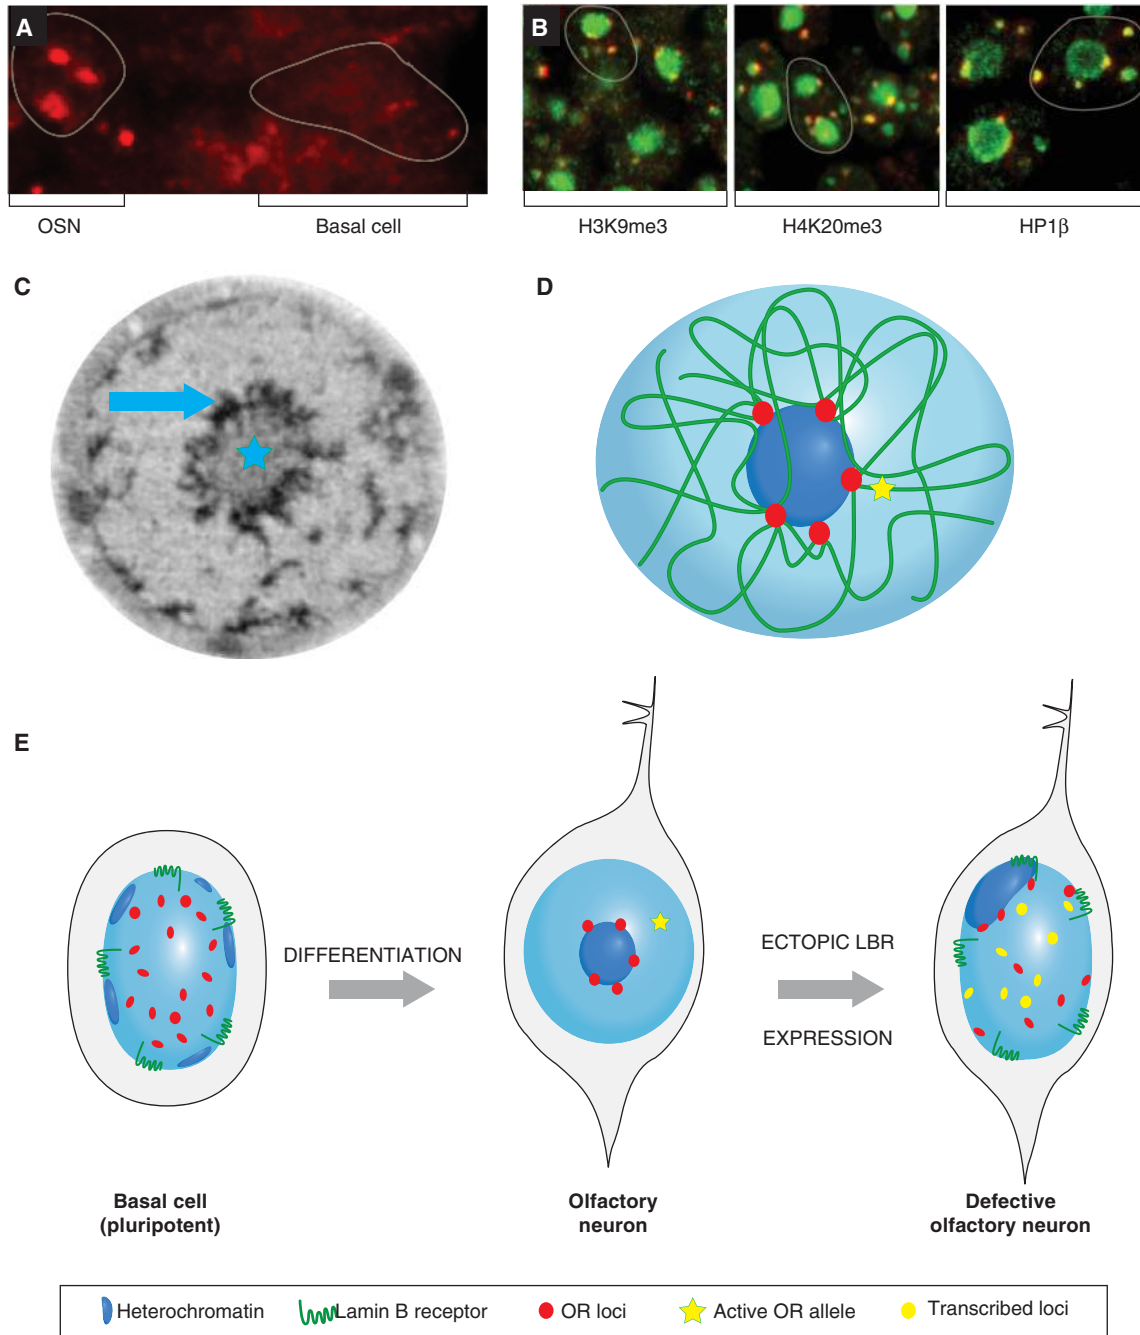 A
B
OSN
Basal cell
H3K9me3
H4K20me3
HP1β
C
D
E
DIFFERENTIATION
ECTOPIC LBR
EXPRESSION
Basal cell
(pluripotent)
Olfactory
neuron
Defective
olfactory neuron
Heterochromatin
Lamin B receptor
OR loci
Active OR allele
Transcribed loci